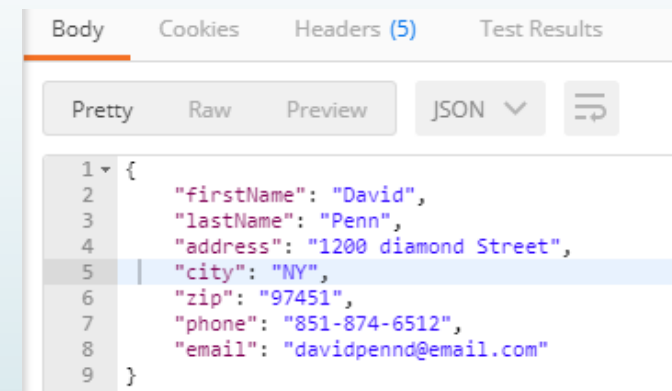 Body Cookies Headers (5) Test Results
Pretty Raw Preview JSON
1 {
2 "firstName": "David",
3 "lastName": "Penn",
4 "address": "1200 diamond Street",
5 "city": "NY",
6 "zip": "97451",
7 "phone": "851-874-6512",
8 "email": "davidpennd@email.com"
9 }